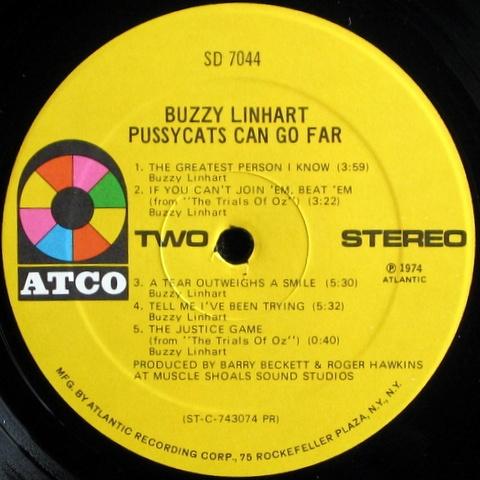 SD 7044
BUZZY LINHART
PUSSYCATS CAN GO FAR
1. THE GREATEST PERSON I KNOW (3:59)
Buzzy Linhart
2. IF YOU CAN'T JOIN 'EM, BEAT 'EM
(from "The Trials Of Oz") (3:22)
Buzzy Linhart
TWO STEREO
ATCO
℗ 1974
ATLANTIC
3. A TEAR OUTWEIGHS A SMILE (5:30)
Buzzy Linhart
4. TELL ME I'VE BEEN TRYING (5:32)
Buzzy Linhart
5. THE JUSTICE GAME
(from "The Trials Of Oz") (0:40)
Buzzy Linhart
PRODUCED BY BARRY BECKETT & ROGER HAWKINS
AT MUSCLE SHOALS SOUND STUDIOS
(ST-C-743074 PR)
MFG. BY ATLANTIC RECORDING CORP., 75 ROCKEFELLER PLAZA, N.Y., N.Y.